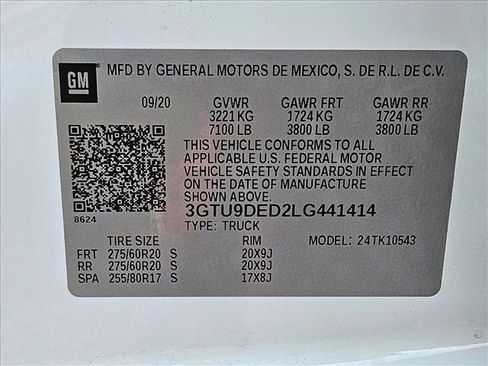 GM MFD BY GENERAL MOTORS DE MEXICO, S. DE R.L. DE C.V.
09/20 GVWR GAWR FRT GAWR RR
3221 KG 1724 KG 1724 KG
7100 LB 3800 LB 3800 LB
THIS VEHICLE CONFORMS TO ALL
APPLICABLE U.S. FEDERAL MOTOR
VEHICLE SAFETY STANDARDS IN EFFECT
ON THE DATE OF MANUFACTURE
SHOWN ABOVE.
8624 3GTU9DED2LG441414
TYPE: TRUCK
TIRE SIZE RIM MODEL: 24TK10543
FRT 275/60R20 S 20X9J
RR 275/60R20 S 20X9J
SPA 255/80R17 S 17X8J